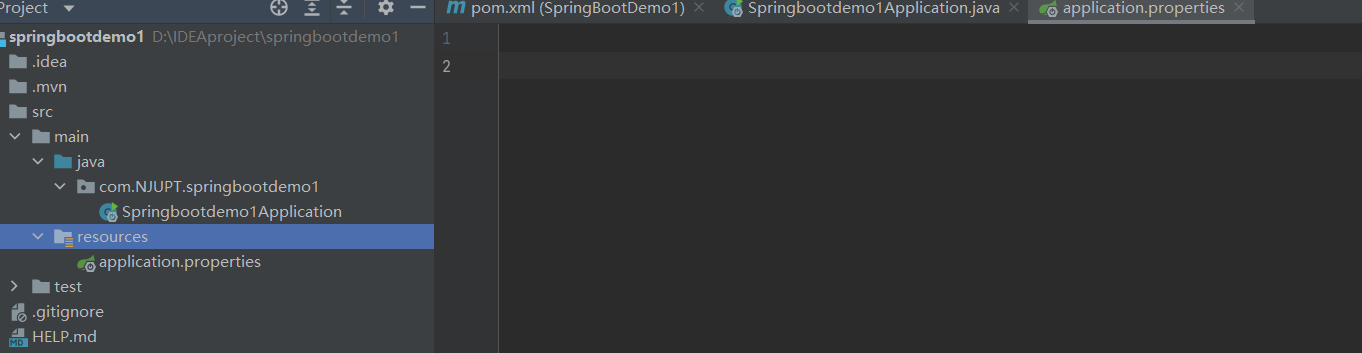 Project
pom.xml (SpringBootDemo1)
Springbootdemo1Application.java
application.properties
springbootdemo1 D:\IDEAproject\springbootdemo1
.idea
.mvn
src
main
java
com.NJUPT.springbootdemo1
Springbootdemo1Application
resources
application.properties
test
.gitignore
MD HELP.md
1
2